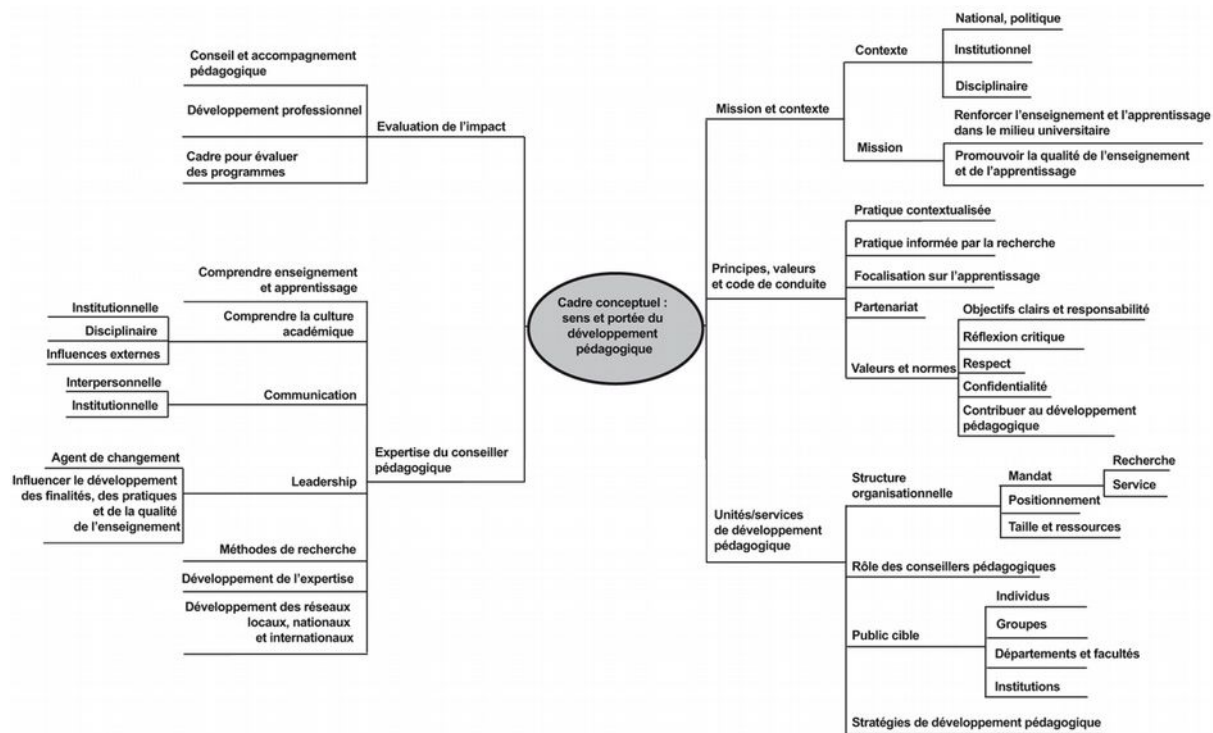 Conseil et accompagnement
pédagogique
Développement professionnel
Cadre pour évaluer
des programmes
Evaluation de l'impact
Comprendre enseignement
et apprentissage
Comprendre la culture
académique
Institutionnelle
Disciplinaire
Influences externes
Communication
Interpersonnelle
Institutionnelle
Expertise du conseiller
pédagogique
Leadership
Agent de changement
Influencer le développement
des finalités, des pratiques
et de la qualité
de l'enseignement
Méthodes de recherche
Développement de l'expertise
Développement des réseaux
locaux, nationaux
et internationaux
Cadre conceptuel :
sens et portée du
développement
pédagogique
Mission et contexte
Contexte
National, politique
Institutionnel
Disciplinaire
Mission
Renforcer l'enseignement et l'apprentissage
dans le milieu universitaire
Promouvoir la qualité de l'enseignement
et de l'apprentissage
Principes, valeurs
et code de conduite
Pratique contextualisée
Pratique informée par la recherche
Focalisation sur l'apprentissage
Partenariat
Valeurs et normes
Objectifs clairs et responsabilité
Réflexion critique
Respect
Confidentialité
Contribuer au développement
pédagogique
Unités/services
de développement
pédagogique
Structure
organisationnelle
Mandat
Recherche
Service
Positionnement
Taille et ressources
Rôle des conseillers pédagogiques
Public cible
Individus
Groupes
Départements et facultés
Institutions
Stratégies de développement pédagogique